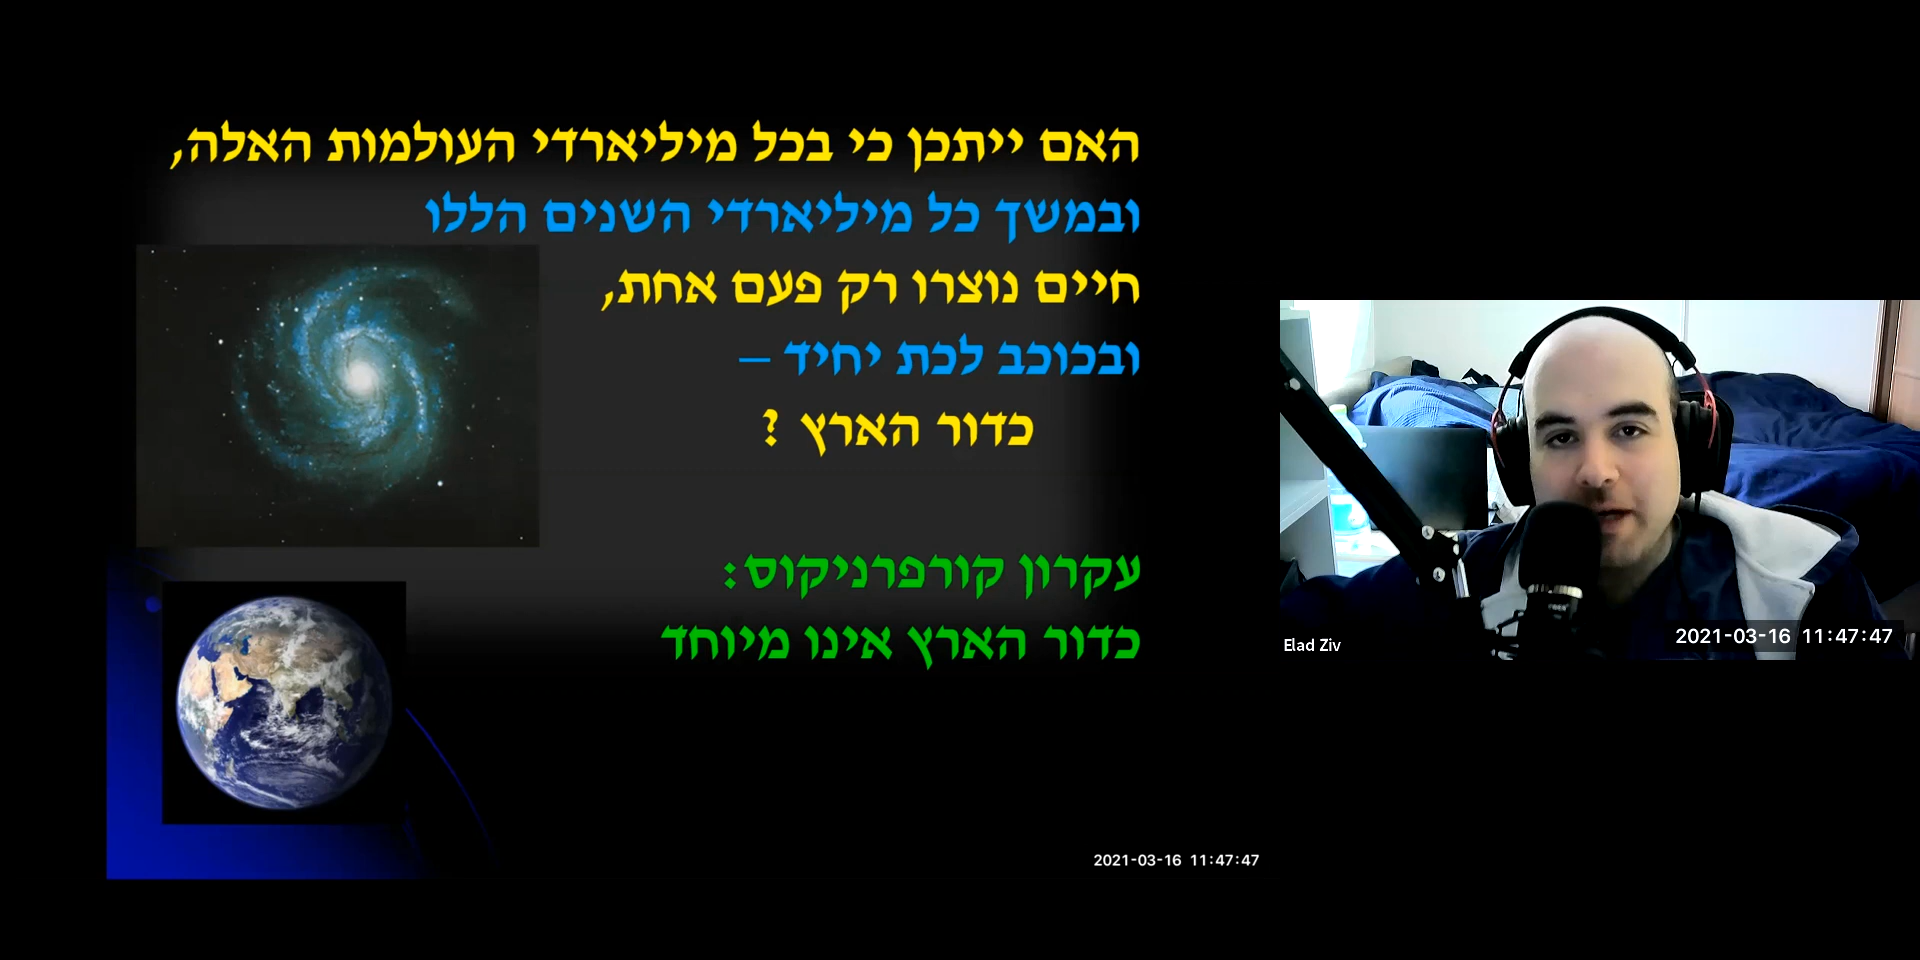 האם ייתכן כי בכל מיליארדי העולמות האלה,
ובמשך כל מיליארדי השנים הללו
חיים נוצרו רק פעם אחת,
ובכוכב לכת יחיד –
כדור הארץ ?
עקרון קורפרניקוס:
כדור הארץ אינו מיוחד
2021-03-16 11:47:47
Elad Ziv
2021-03-16 11:47:47